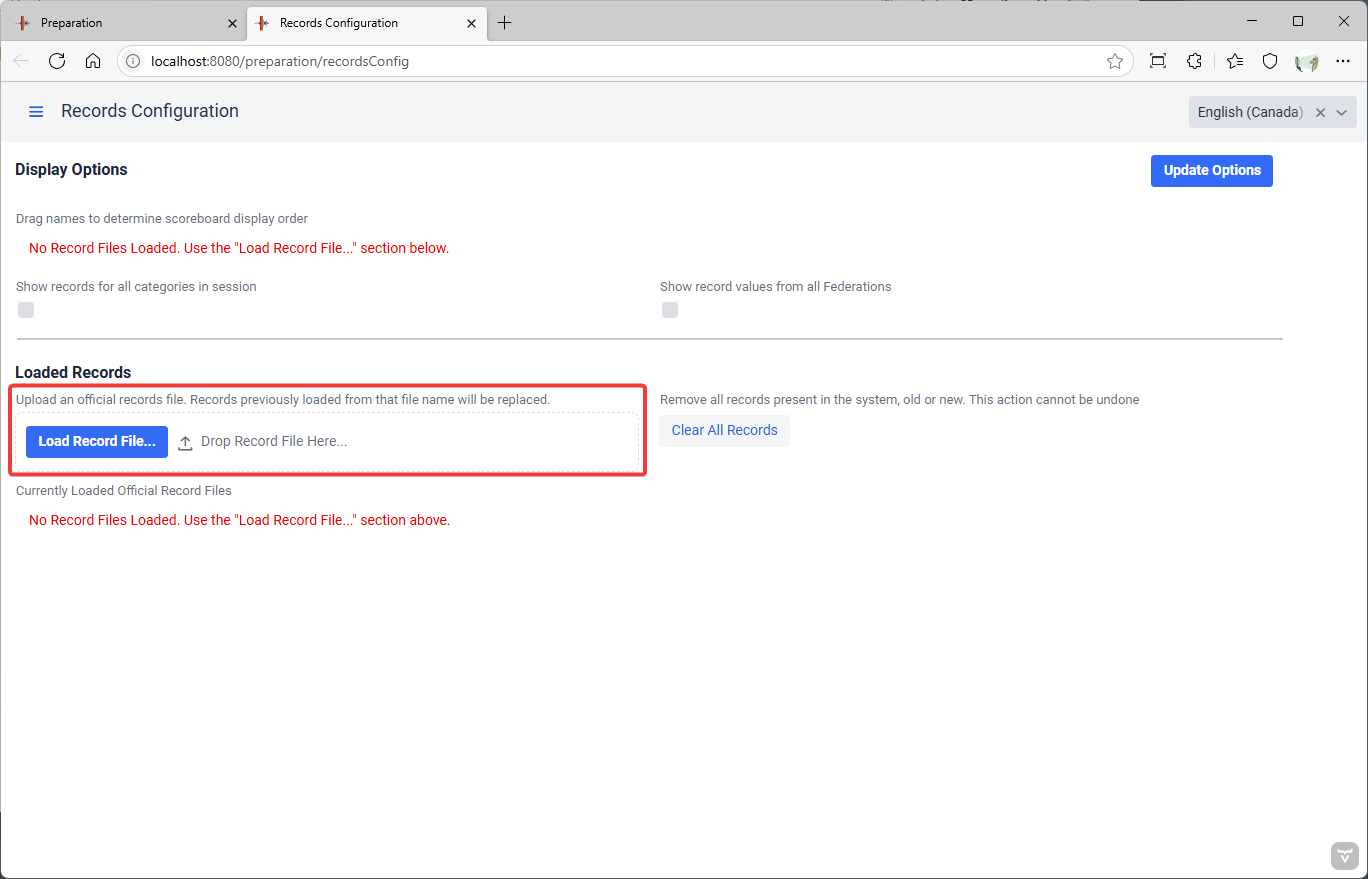 Preparation
Records Configuration
localhost:8080/preparation/recordsConfig
Records Configuration
English (Canada)
Display Options
Update Options
Drag names to determine scoreboard display order
No Record Files Loaded. Use the "Load Record File..." section below.
Show records for all categories in session
Show record values from all Federations
Loaded Records
Upload an official records file. Records previously loaded from that file name will be replaced.
Remove all records present in the system, old or new. This action cannot be undone
Load Record File...
Drop Record File Here...
Clear All Records
Currently Loaded Official Record Files
No Record Files Loaded. Use the "Load Record File..." section above.